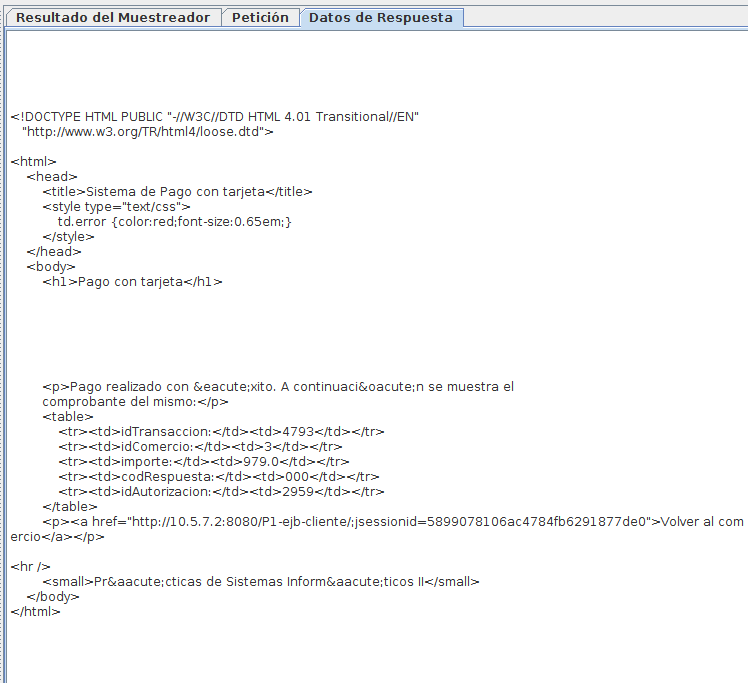 Resultado del Muestreador Petición Datos de Respuesta
<!DOCTYPE HTML PUBLIC "-//W3C//DTD HTML 4.01 Transitional//EN"
"http://www.w3.org/TR/html4/loose.dtd">
<html>
<head>
<title>Sistema de Pago con tarjeta</title>
<style type="text/css">
td.error {color:red;font-size:0.65em;}
</style>
</head>
<body>
<h1>Pago con tarjeta</h1>
<p>Pago realizado con &eacute;xito. A continuaci&oacute;n se muestra el
comprobante del mismo:</p>
<table>
<tr><td>idTransaccion:</td><td>4793</td></tr>
<tr><td>idComercio:</td><td>3</td></tr>
<tr><td>importe:</td><td>979.0</td></tr>
<tr><td>codRespuesta:</td><td>000</td></tr>
<tr><td>idAutorizacion:</td><td>2959</td></tr>
</table>
<p><a href="http://10.5.7.2:8080/P1-ejb-cliente/;jsessionid=5899078106ac4784fb6291877de0">Volver al com
ercio</a></p>
<hr />
<small>Pr&aacute;cticas de Sistemas Inform&aacute;ticos II</small>
</body>
</html>